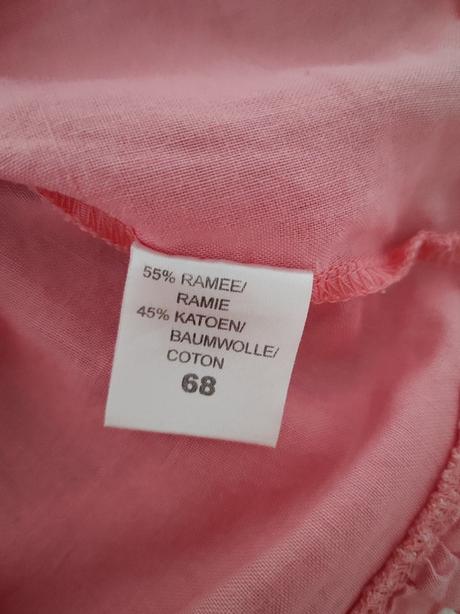 55% RAMEE/
RAMIE
45% KATOEN/
BAUMWOLLE/
COTON
68